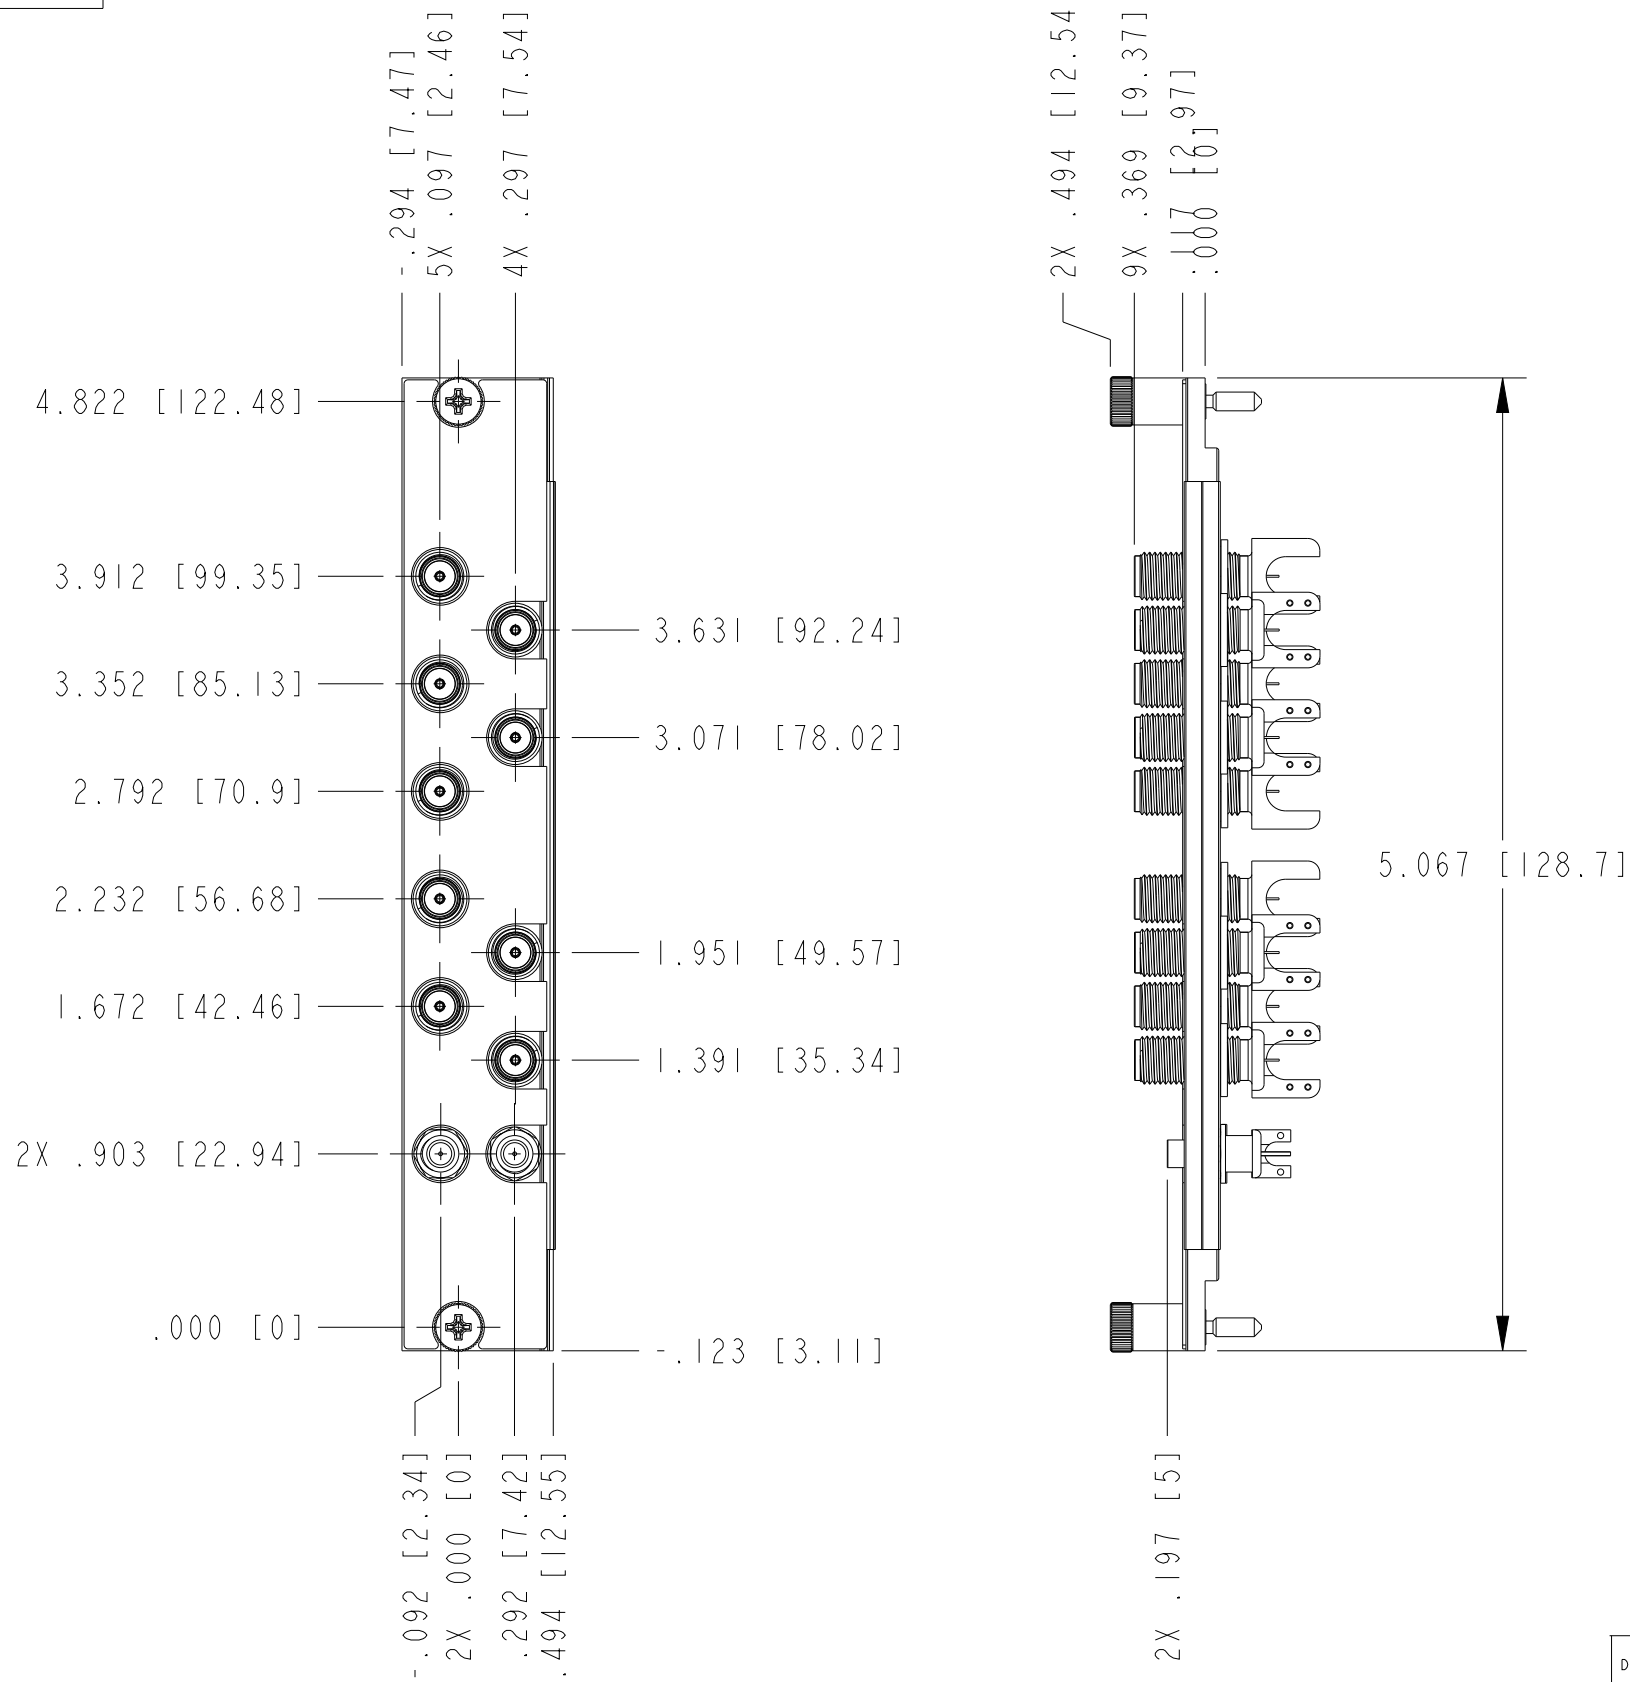 -.294 [7.47]
5X .097 [2.46]
4X .297 [7.54]
2X .494 [12.54
9X .369 [9.37]
.117 [2.97]
.000 [0]
4.822 [122.48]
3.912 [99.35]
3.631 [92.24]
3.352 [85.13]
3.071 [78.02]
2.792 [70.9]
5.067 [128.7]
2.232 [56.68]
1.951 [49.57]
1.672 [42.46]
1.391 [35.34]
2X .903 [22.94]
.000 [0]
-.123 [3.11]
-.092 [2.34]
2X .000 [0]
.292 [7.42]
.494 [12.55]
2X .197 [5]
D